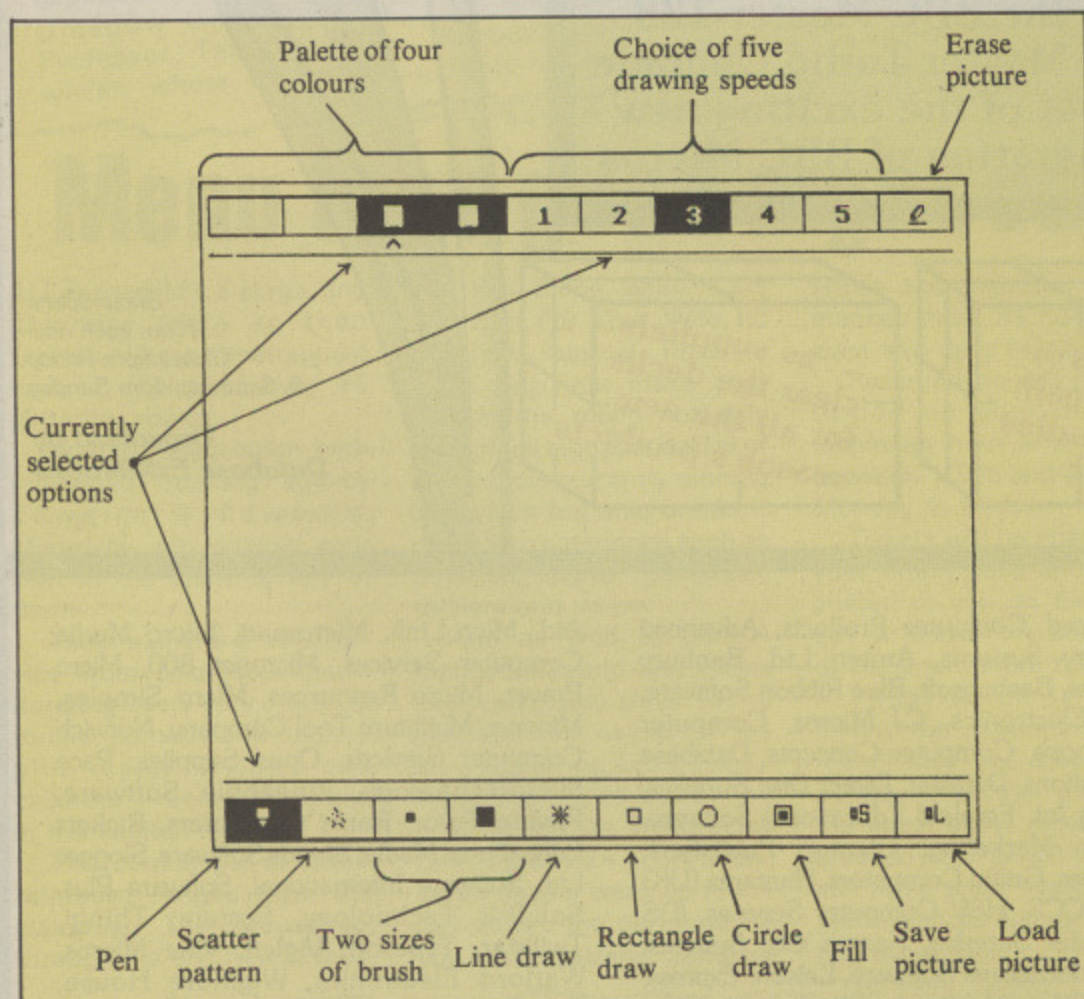 Palette of four
colours
Choice of five
drawing speeds
Erase
picture
1 2 3 4 5 e
Currently
selected
options
S L
Pen
Scatter
pattern
Two sizes
of brush
Line draw
Rectangle
draw
Circle
draw
Fill
Save
picture
Load
picture